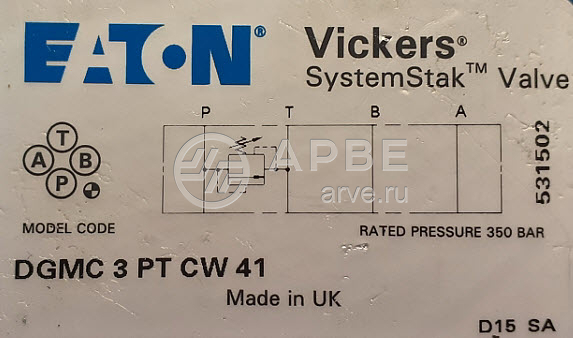 EATON®
Vickers®
SystemStak™ Valve
P T B A
T
A B
P
531502
АРВЕ
arve.ru
MODEL CODE
RATED PRESSURE 350 BAR
DGMC 3 PT CW 41
Made in UK
D15 SA